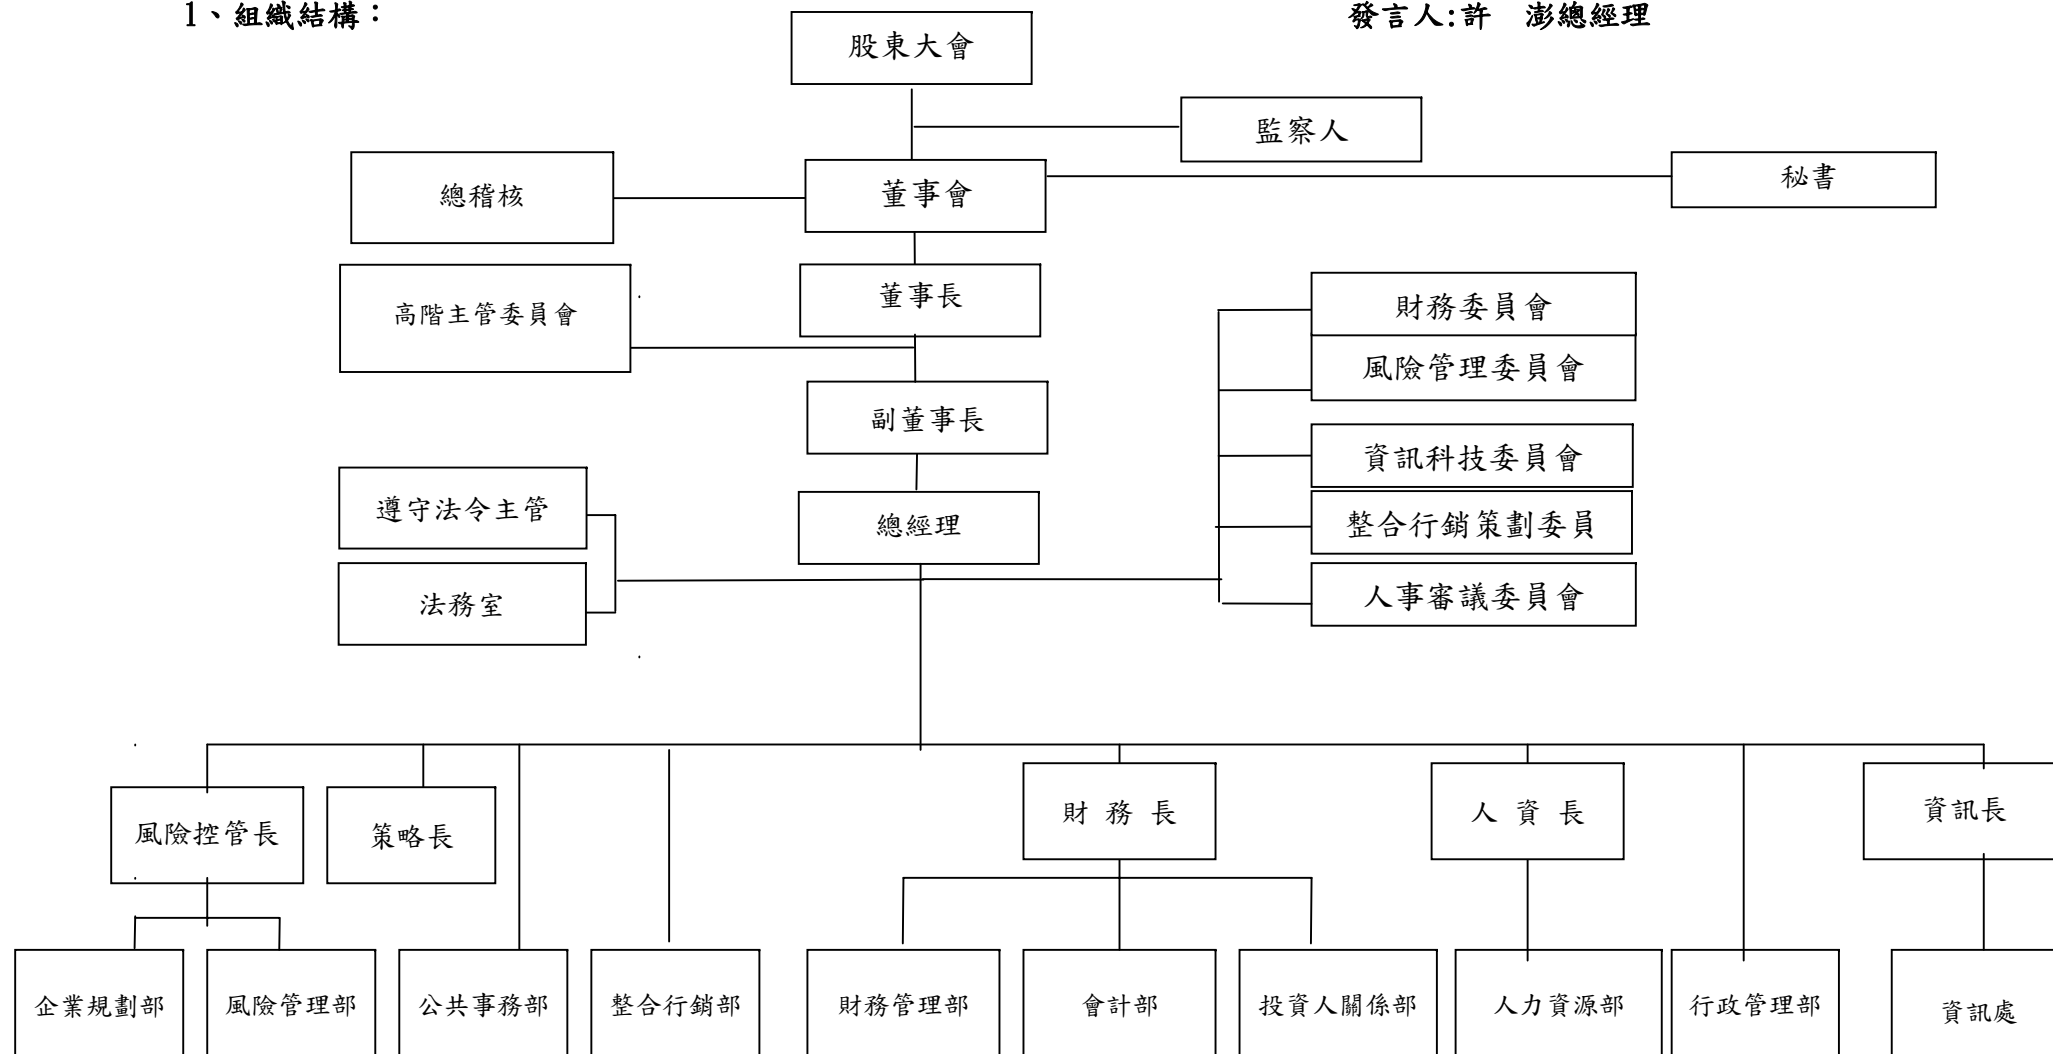 1、組織結構：
發言人:許　澎總經理
股東大會
監察人
總稽核
董事會
秘書
高階主管委員會
董事長
財務委員會
風險管理委員會
副董事長
資訊科技委員會
遵守法令主管
總經理
整合行銷策劃委員
法務室
人事審議委員會
風險控管長
策略長
財 務 長
人 資 長
資訊長
企業規劃部
風險管理部
公共事務部
整合行銷部
財務管理部
會計部
投資人關係部
人力資源部
行政管理部
資訊處